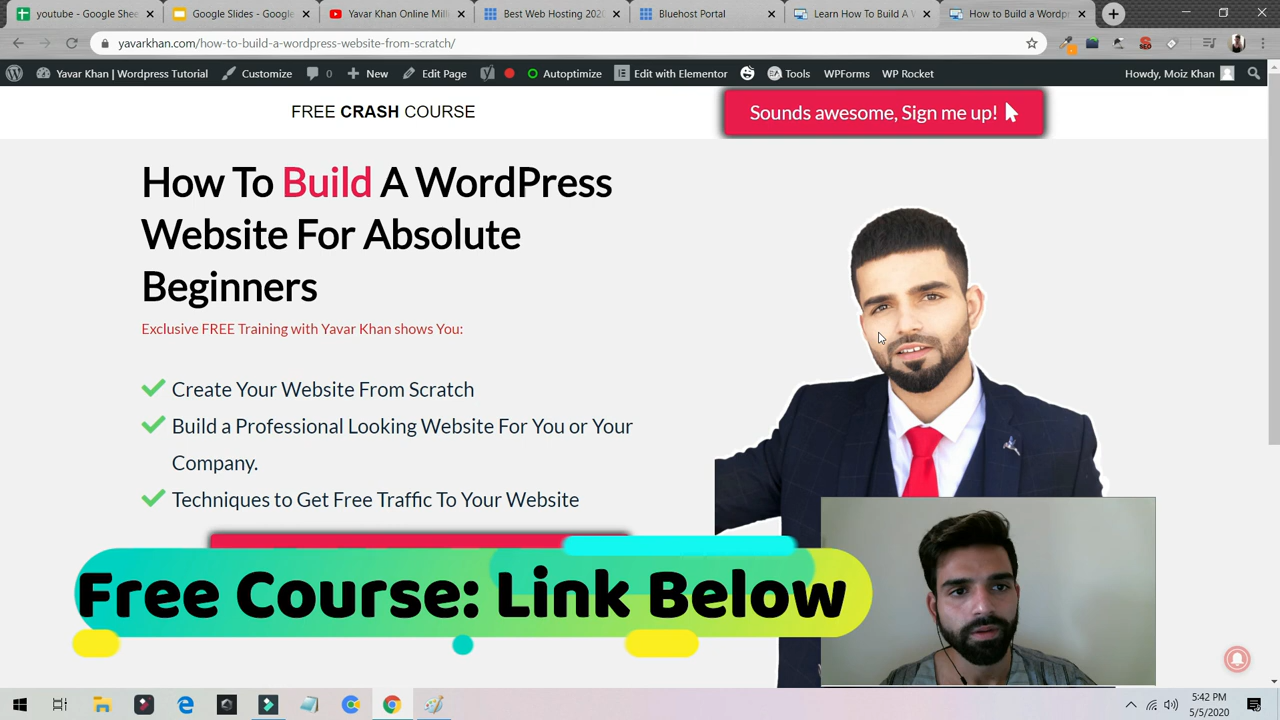 youtube - Google Shee
Google Slides - Google
Yavar Khan Online Mill
Best Web Hosting 2020
Bluehost Portal
Learn How To Build A V
How to Build a Wordpr
yavarkhan.com/how-to-build-a-wordpress-website-from-scratch/
Yavar Khan | Wordpress Tutorial
Customize
0
New
Edit Page
Autoptimize
Edit with Elementor
Tools
WPForms
WP Rocket
Howdy, Moiz Khan
FREE CRASH COURSE
Sounds awesome, Sign me up!
How To Build A WordPress
Website For Absolute
Beginners
Exclusive FREE Training with Yavar Khan shows You:
Create Your Website From Scratch
Build a Professional Looking Website For You or Your
Company.
Techniques to Get Free Traffic To Your Website
Free Course: Link Below
5:42 PM
5/5/2020